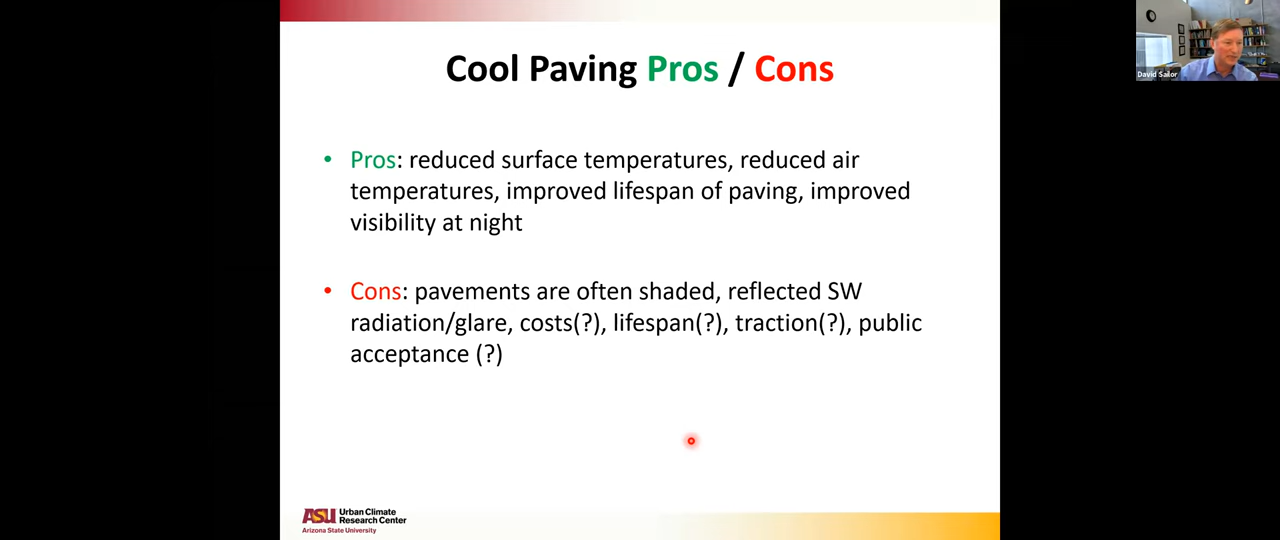 Cool Paving Pros / Cons
David Sailor
• Pros: reduced surface temperatures, reduced air
temperatures, improved lifespan of paving, improved
visibility at night
• Cons: pavements are often shaded, reflected SW
radiation/glare, costs(?), lifespan(?), traction(?), public
acceptance (?)
ASU Urban Climate
Research Center
Arizona State University